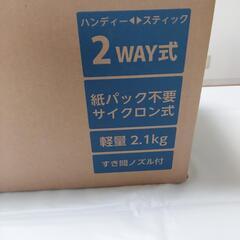 ハンディー◀▶スティック
2 WAY式
紙パック不要
サイクロン式
軽量 2.1kg
すき間ノズル付